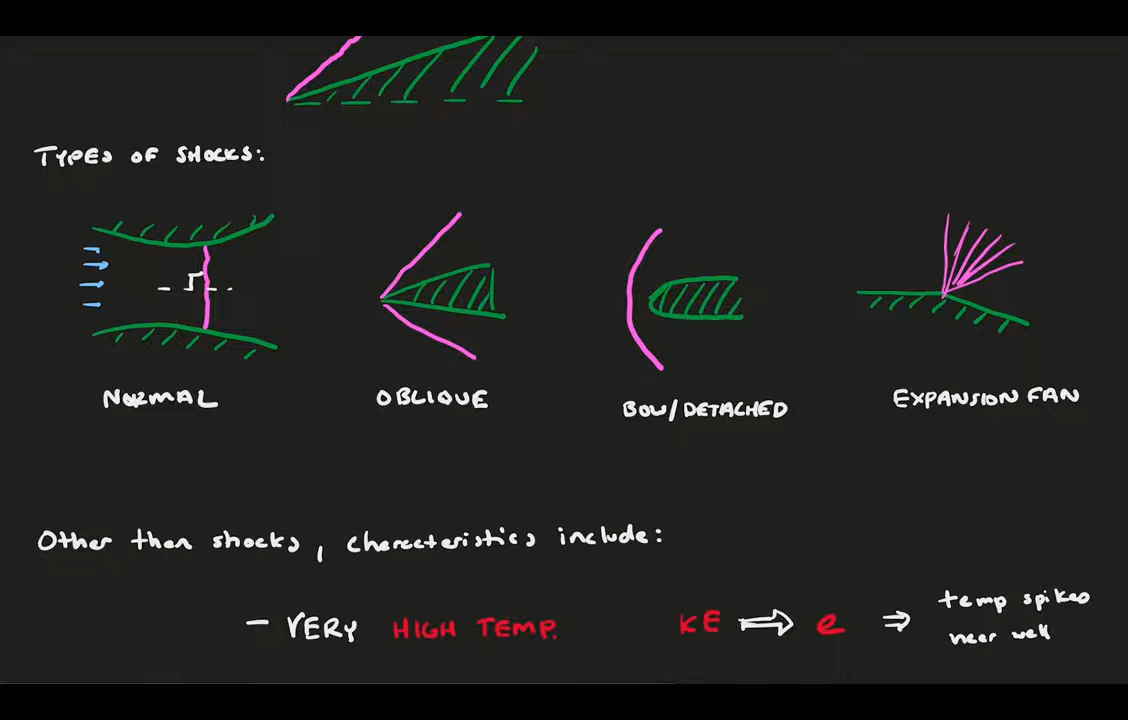 TYPES OF SHOCKS:
NORMAL
OBLIQUE
BOW/DETACHED
EXPANSION FAN
Other than shocks, characteristics include:
- VERY HIGH TEMP. KE ⟹ e ⇒ temp spikes
near wall